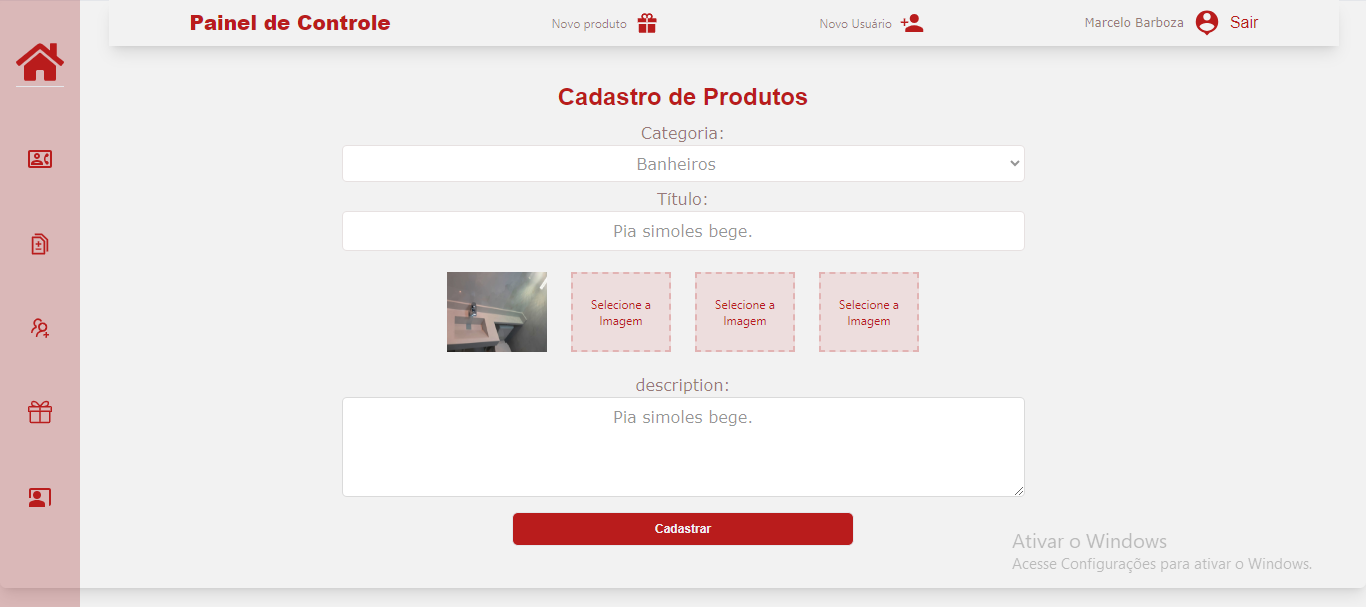 Painel de Controle
Novo produto
Novo Usuário
Marcelo Barboza
Sair
Cadastro de Produtos
Categoria:
Banheiros
Título:
Pia simoles bege.
Selecione a
Imagem
Selecione a
Imagem
Selecione a
Imagem
description:
Pia simoles bege.
Cadastrar
Ativar o Windows
Acesse Configurações para ativar o Windows.